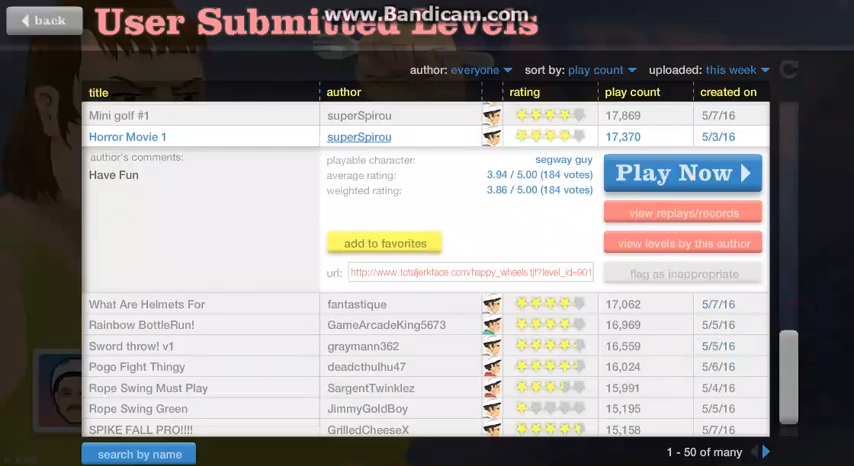 back
User Submitted Levels
www.Bandicam.com
author: everyone sort by: play count uploaded: this week
title author rating play count created on
Mini golf #1 superSpirou 17,869 5/7/16
Horror Movie 1 superSpirou 17,370 5/3/16
author's comments:
Have Fun
playable character: segway guy
average rating: 3.94 / 5.00 (184 votes)
weighted rating: 3.86 / 5.00 (184 votes)
Play Now
view replays/records
add to favorites
view levels by this author
url: http://www.totaljerkface.com/happy_wheels.tjf?level_id=901
flag as inappropriate
What Are Helmets For fantastique 17,062 5/7/16
Rainbow BottleRun! GameArcadeKing5673 16,969 5/5/16
Sword throw! v1 graymann362 16,559 5/5/16
Pogo Fight Thingy deadcthulhu47 16,024 5/6/16
Rope Swing Must Play SargentTwinklez 15,991 5/4/16
Rope Swing Green JimmyGoldBoy 15,195 5/5/16
SPIKE FALL PRO!!!! GrilledCheeseX 15,158 5/7/16
search by name
1 - 50 of many